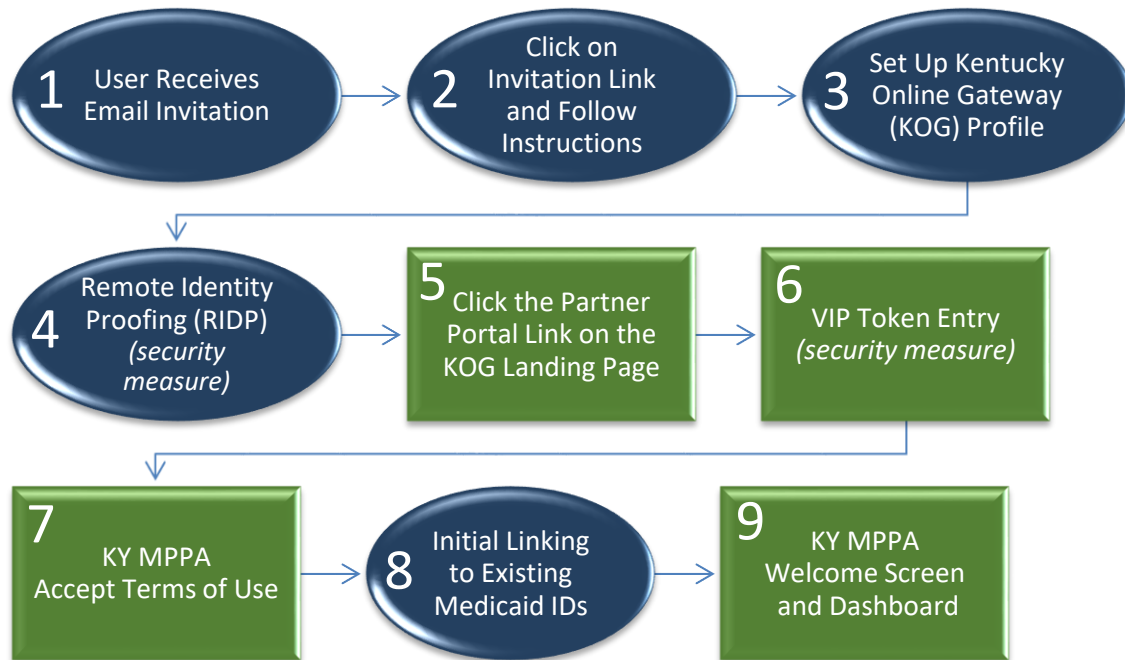 1
User Receives
Email Invitation
2
Click on
Invitation Link
and Follow
Instructions
3
Set Up Kentucky
Online Gateway
(KOG) Profile
4
Remote Identity
Proofing (RIDP)
(security
measure)
5
Click the Partner
Portal Link on the
KOG Landing Page
6
VIP Token Entry
(security measure)
7
KY MPPA
Accept Terms of Use
8
Initial Linking
to Existing
Medicaid IDs
9
KY MPPA
Welcome Screen
and Dashboard